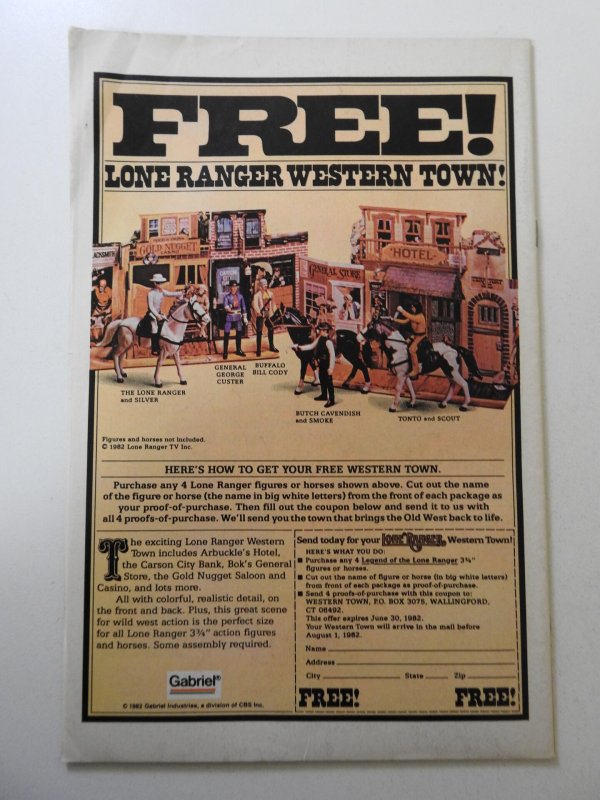 FREE!
LONE RANGER WESTERN TOWN!
GOLD NUGGET
HOTEL
GENERAL STORE
THE LONE RANGER
and SILVER
GENERAL
GEORGE
CUSTER
BUFFALO
BILL CODY
BUTCH CAVENDISH
and SMOKE
TONTO and SCOUT
Figures and horses not included.
© 1982 Lone Ranger TV Inc.
HERE'S HOW TO GET YOUR FREE WESTERN TOWN.
Purchase any 4 Lone Ranger figures or horses shown above. Cut out the name
of the figure or horse (the name in big white letters) from the front of each package as
your proof-of-purchase. Then fill out the coupon below and send it to us with
all 4 proofs-of-purchase. We'll send you the town that brings the Old West back to life.
The exciting Lone Ranger Western
Town includes Arbuckle's Hotel,
the Carson City Bank, Bok's General
Store, the Gold Nugget Saloon and
Casino, and lots more.
All with colorful, realistic detail, on
the front and back. Plus, this great scene
for wild west action is the perfect size
for all Lone Ranger 3¾" action figures
and horses. Some assembly required.
Gabriel®
© 1982 Gabriel Industries, a division of CBS Inc.
Send today for your LONE RANGER Western Town!
HERE'S WHAT YOU DO:
■ Purchase any 4 Legend of the Lone Ranger 3¾"
figures or horses.
■ Cut out name of figure or horse (in big white letters)
from front of each package as proof-of-purchase.
■ Send 4 proofs-of-purchase with this coupon to:
WESTERN TOWN, P.O. BOX 3075, WALLINGFORD,
CT 06492.
This offer expires June 30, 1982.
Your Western Town will arrive in the mail before
August 1, 1982.
Name
Address
City State Zip
FREE! FREE!